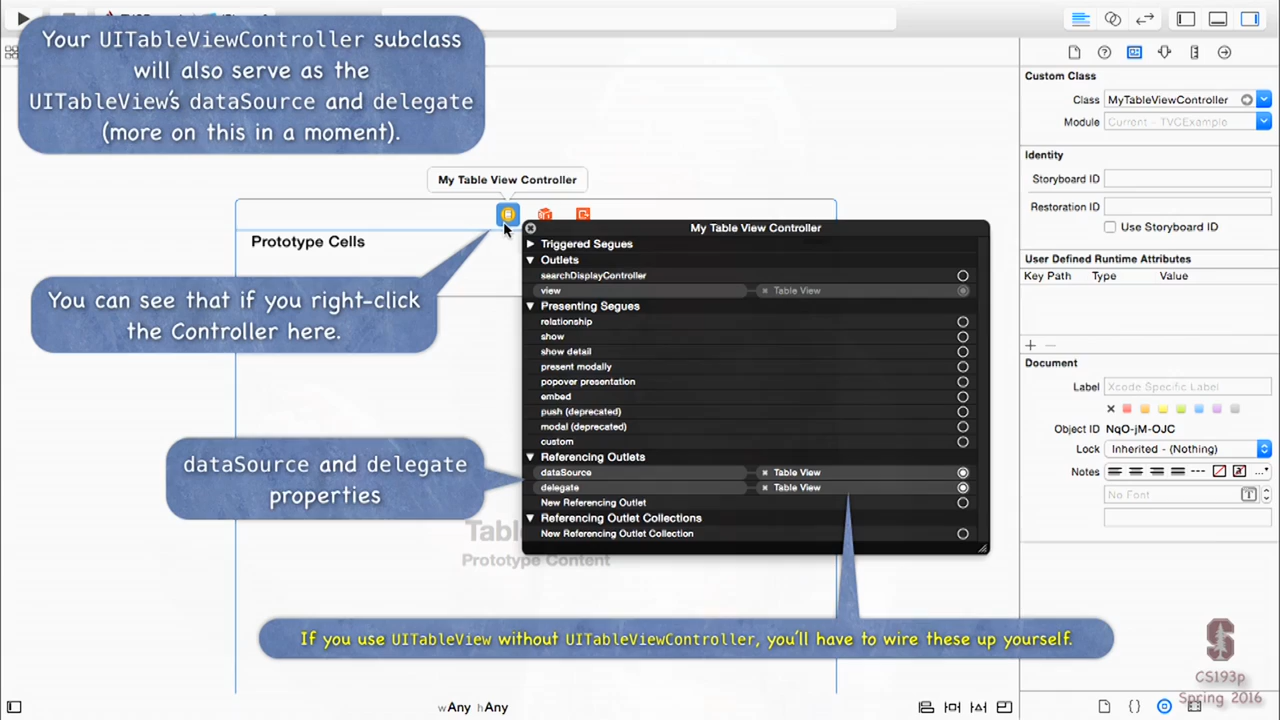 Your UITableViewController subclass
will also serve as the
UITableView's dataSource and delegate
(more on this in a moment).
My Table View Controller
Prototype Cells
You can see that if you right-click
the Controller here.
dataSource and delegate
properties
My Table View Controller
Triggered Segues
Outlets
searchDisplayController
view Table View
Presenting Segues
relationship
show
show detail
present modally
popover presentation
embed
push (deprecated)
modal (deprecated)
custom
Referencing Outlets
dataSource Table View
delegate Table View
New Referencing Outlet
Referencing Outlet Collections
New Referencing Outlet Collection
Prototype Content
If you use UITableView without UITableViewController, you'll have to wire these up yourself.
wAny hAny
Custom Class
Class MyTableViewController
Module Current - TVCExample
Identity
Storyboard ID
Restoration ID
Use Storyboard ID
User Defined Runtime Attributes
Key Path Type Value
Document
Label Xcode Specific Label
Object ID NqO-jM-OJC
Lock Inherited - (Nothing)
Notes
No Font
CS193p
Spring 2016